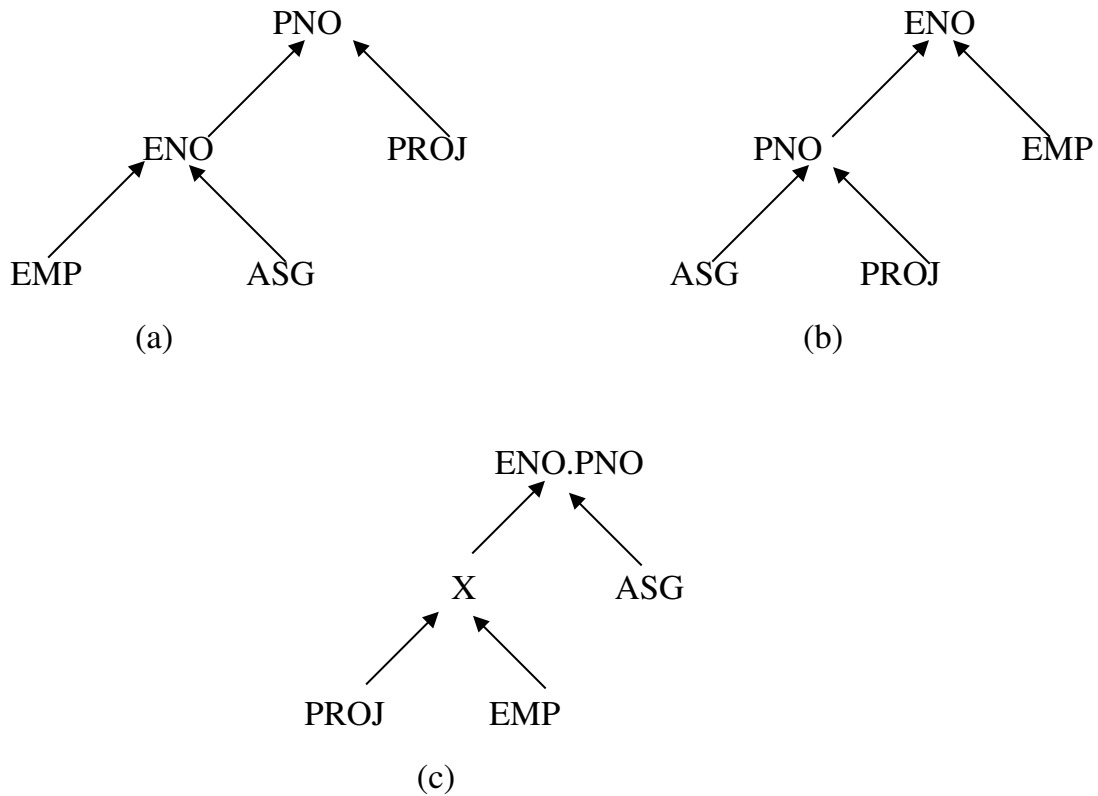 PNO
ENO PROJ
EMP ASG
(a)
ENO
PNO EMP
ASG PROJ
(b)
ENO.PNO
X ASG
PROJ EMP
(c)